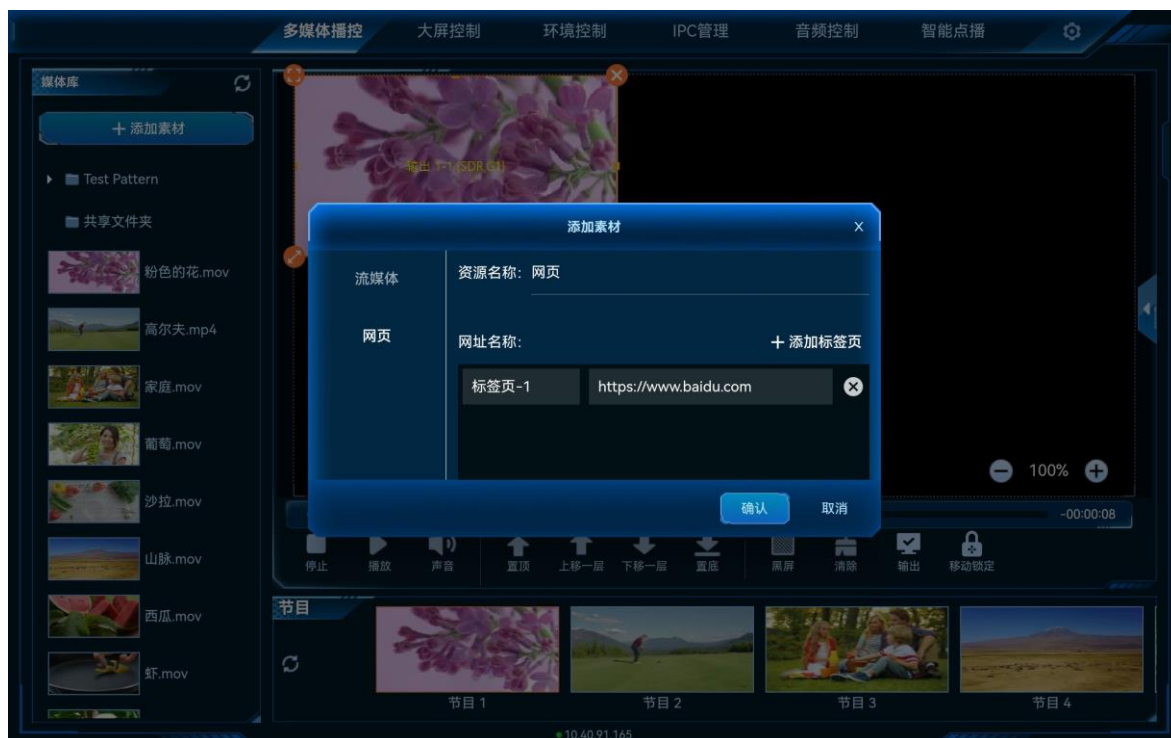 多媒体播控 大屏控制 环境控制 IPC管理 音频控制 智能点播
媒体库
添加素材
Test Pattern
共享文件夹
粉色的花.mov
高尔夫.mp4
家庭.mov
葡萄.mov
沙拉.mov
山脉.mov
西瓜.mov
虾.mov
输出 1-1 (SDR G1)
添加素材
流媒体
网页
资源名称: 网页
网址名称: 添加标签页
标签页-1 https://www.baidu.com
确认 取消
100%
-00:00:08
停止 播放 声音 置顶 上移一层 下移一层 置底 黑屏 清除 输出 移动锁定
节目
节目 1 节目 2 节目 3 节目 4
10.40.91.165